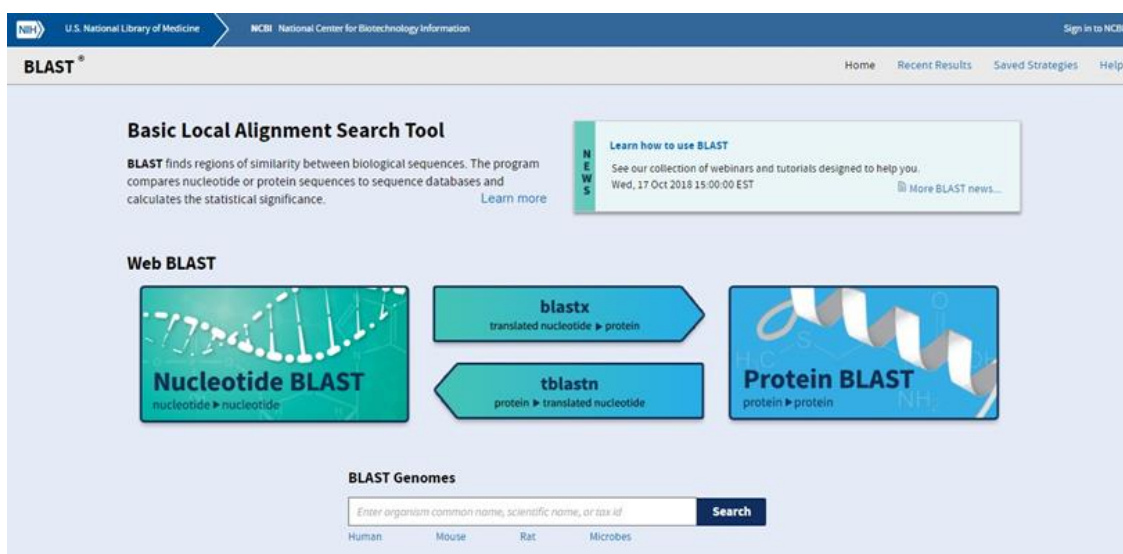 NIH U.S. National Library of Medicine NCBI National Center for Biotechnology Information Sign in to NCBI
BLAST ® Home Recent Results Saved Strategies Help
Basic Local Alignment Search Tool
BLAST finds regions of similarity between biological sequences. The program
compares nucleotide or protein sequences to sequence databases and
calculates the statistical significance. Learn more
NEWS
Learn how to use BLAST
See our collection of webinars and tutorials designed to help you.
Wed, 17 Oct 2018 15:00:00 EST
More BLAST news...
Web BLAST
Nucleotide BLAST
nucleotide ▶ nucleotide
blastx
translated nucleotide ▶ protein
tblastn
protein ▶ translated nucleotide
O
S
H₃C
NH₂
Protein BLAST
protein ▶ protein
BLAST Genomes
Enter organism common name, scientific name, or tax id Search
Human Mouse Rat Microbes